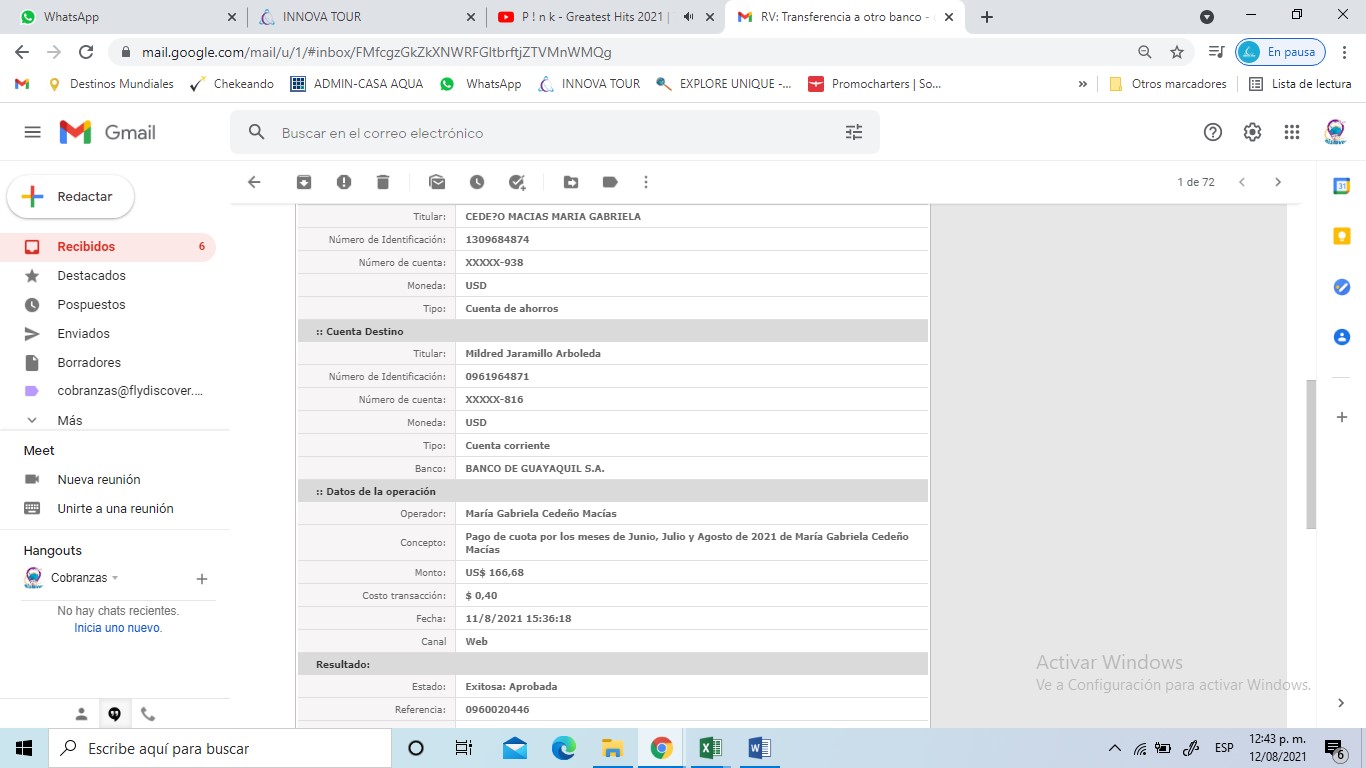 WhatsApp
INNOVA TOUR
P ! n k - Greatest Hits 2021 |
RV: Transferencia a otro banco -
mail.google.com/mail/u/1/#inbox/FMfcgzGkZkXNWRFGltbrftjZTVMnWMQg
En pausa
Destinos Mundiales
Chekeando
ADMIN-CASA AQUA
WhatsApp
INNOVA TOUR
EXPLORE UNIQUE -...
Promocharters | So...
»
Otros marcadores
Lista de lectura
Gmail
Buscar en el correo electrónico
Redactar
1 de 72
Recibidos 6
Destacados
Pospuestos
Enviados
Borradores
cobranzas@flydiscover....
Más
Meet
Nueva reunión
Unirte a una reunión
Hangouts
Cobranzas
No hay chats recientes.
Inicia uno nuevo.
Titular: CEDE?O MACIAS MARIA GABRIELA
Número de Identificación: 1309684874
Número de cuenta: XXXXX-938
Moneda: USD
Tipo: Cuenta de ahorros
:: Cuenta Destino
Titular: Mildred Jaramillo Arboleda
Número de Identificación: 0961964871
Número de cuenta: XXXXX-816
Moneda: USD
Tipo: Cuenta corriente
Banco: BANCO DE GUAYAQUIL S.A.
:: Datos de la operación
Operador: María Gabriela Cedeño Macías
Concepto: Pago de cuota por los meses de Junio, Julio y Agosto de 2021 de María Gabriela Cedeño
Macías
Monto: US$ 166,68
Costo transacción: $ 0,40
Fecha: 11/8/2021 15:36:18
Canal Web
Resultado:
Estado: Exitosa: Aprobada
Referencia: 0960020446
31
Activar Windows
Ve a Configuración para activar Windows.
Escribe aquí para buscar
ESP
12:43 p. m.
12/08/2021
6